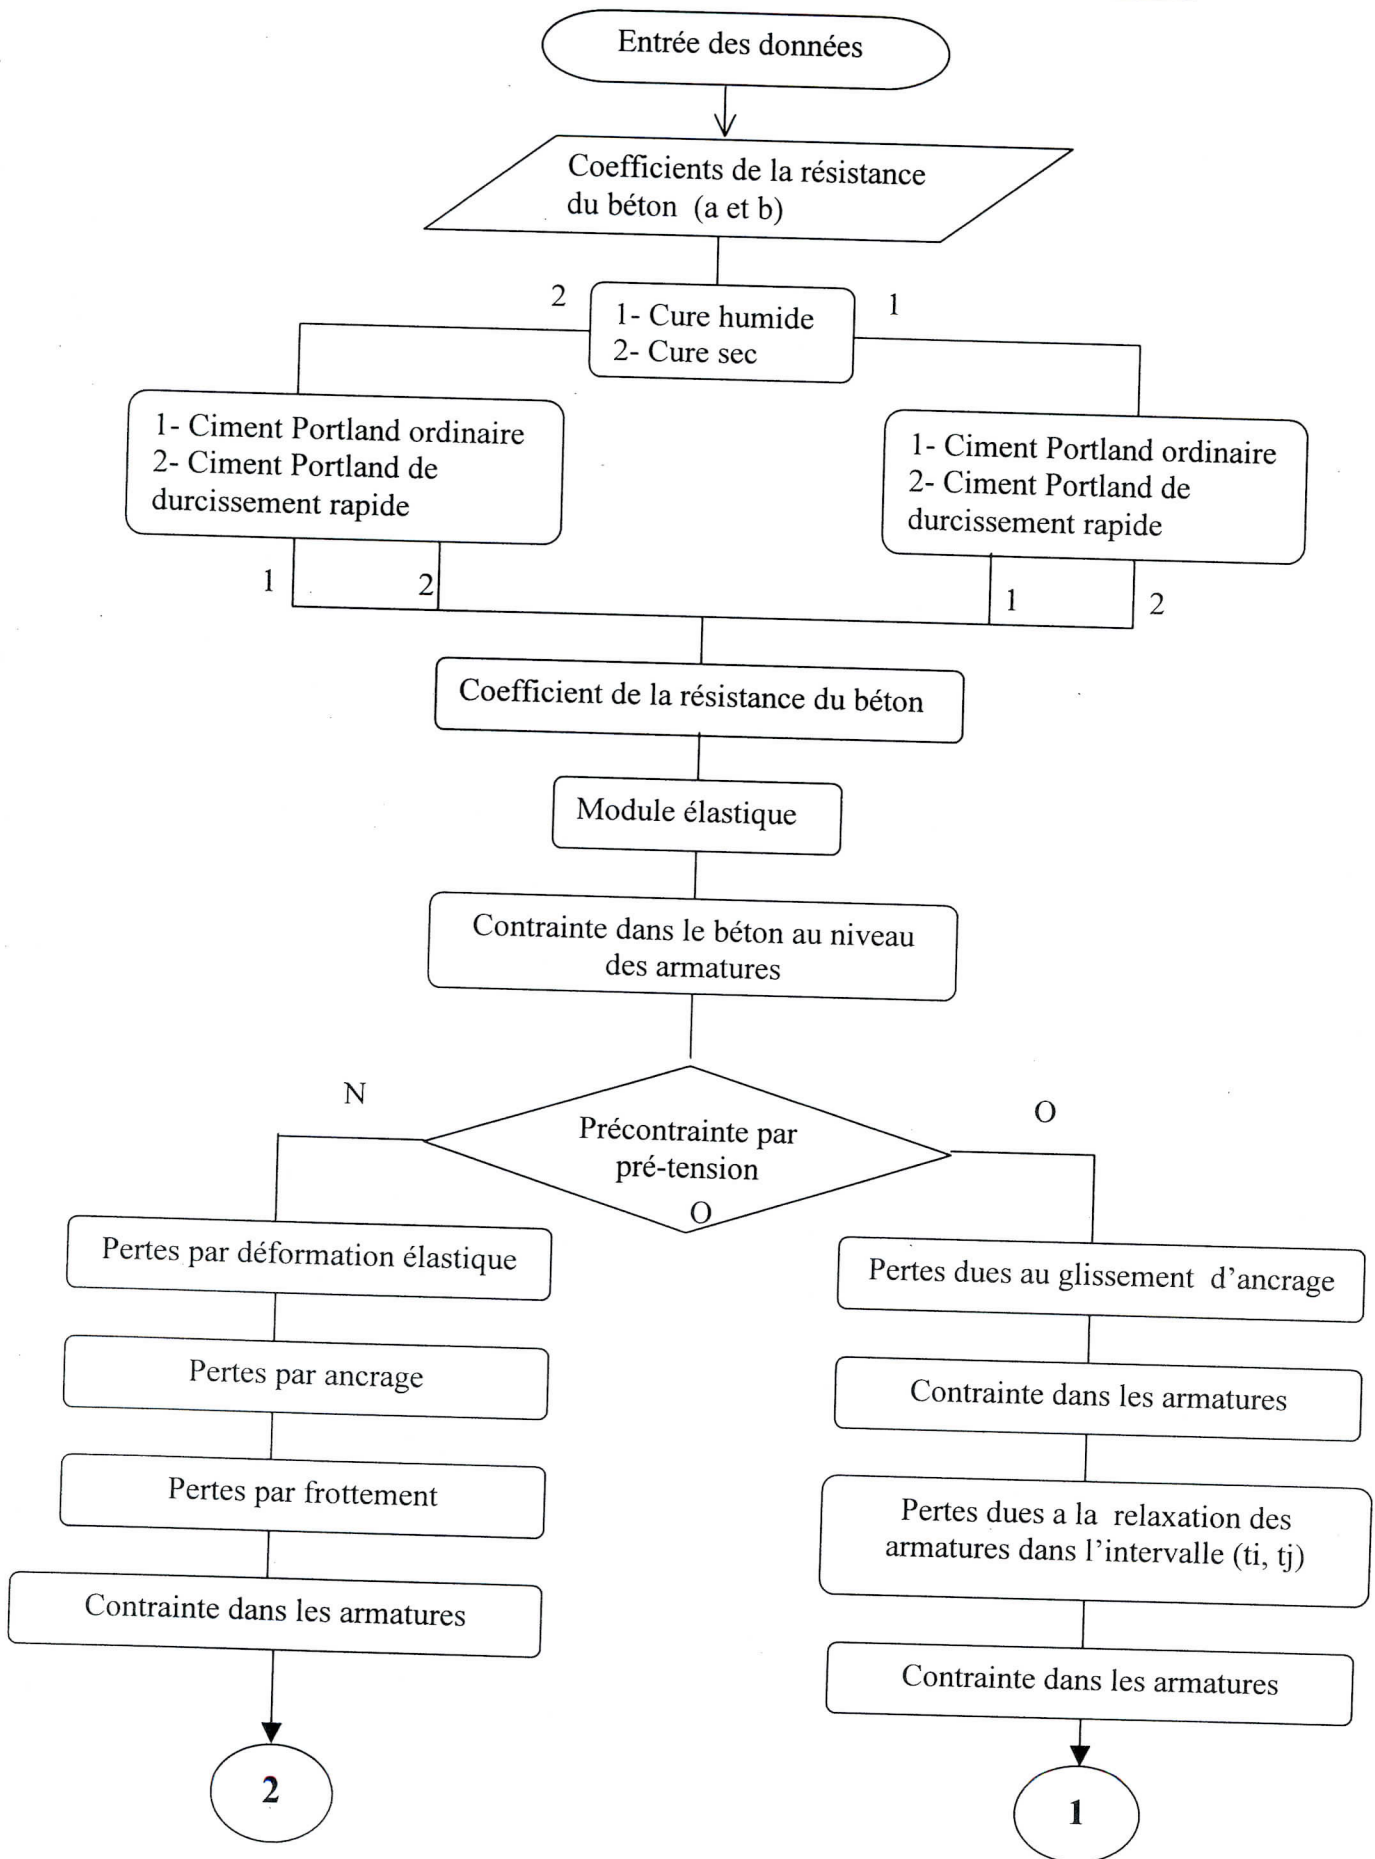 Entrée des données
Coefficients de la résistance
du béton (a et b)
2
1
1- Cure humide
2- Cure sec
1- Ciment Portland ordinaire
2- Ciment Portland de
durcissement rapide
1- Ciment Portland ordinaire
2- Ciment Portland de
durcissement rapide
1
2
1
2
Coefficient de la résistance du béton
Module élastique
Contrainte dans le béton au niveau
des armatures
N
O
Précontrainte par
pré-tension
O
Pertes par déformation élastique
Pertes par ancrage
Pertes par frottement
Contrainte dans les armatures
2
Pertes dues au glissement d'ancrage
Contrainte dans les armatures
Pertes dues a la relaxation des
armatures dans l'intervalle (ti, tj)
Contrainte dans les armatures
1